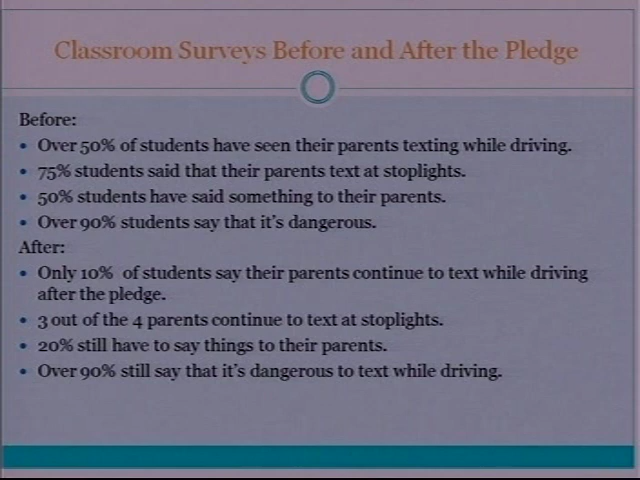 Classroom Surveys Before and After the Pledge
Before:
• Over 50% of students have seen their parents texting while driving.
• 75% students said that their parents text at stoplights.
• 50% students have said something to their parents.
• Over 90% students say that it's dangerous.
After:
• Only 10% of students say their parents continue to text while driving
after the pledge.
• 3 out of the 4 parents continue to text at stoplights.
• 20% still have to say things to their parents.
• Over 90% still say that it's dangerous to text while driving.